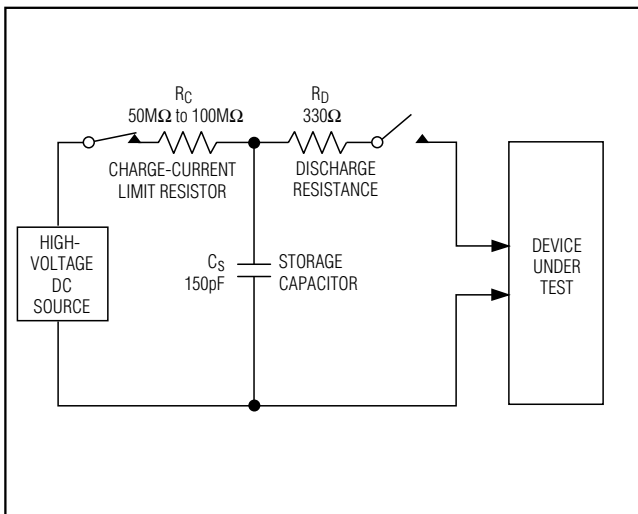 R_C
50MΩ to 100MΩ
CHARGE-CURRENT
LIMIT RESISTOR
R_D
330Ω
DISCHARGE
RESISTANCE
HIGH-
VOLTAGE
DC
SOURCE
C_S
150pF
STORAGE
CAPACITOR
DEVICE
UNDER
TEST